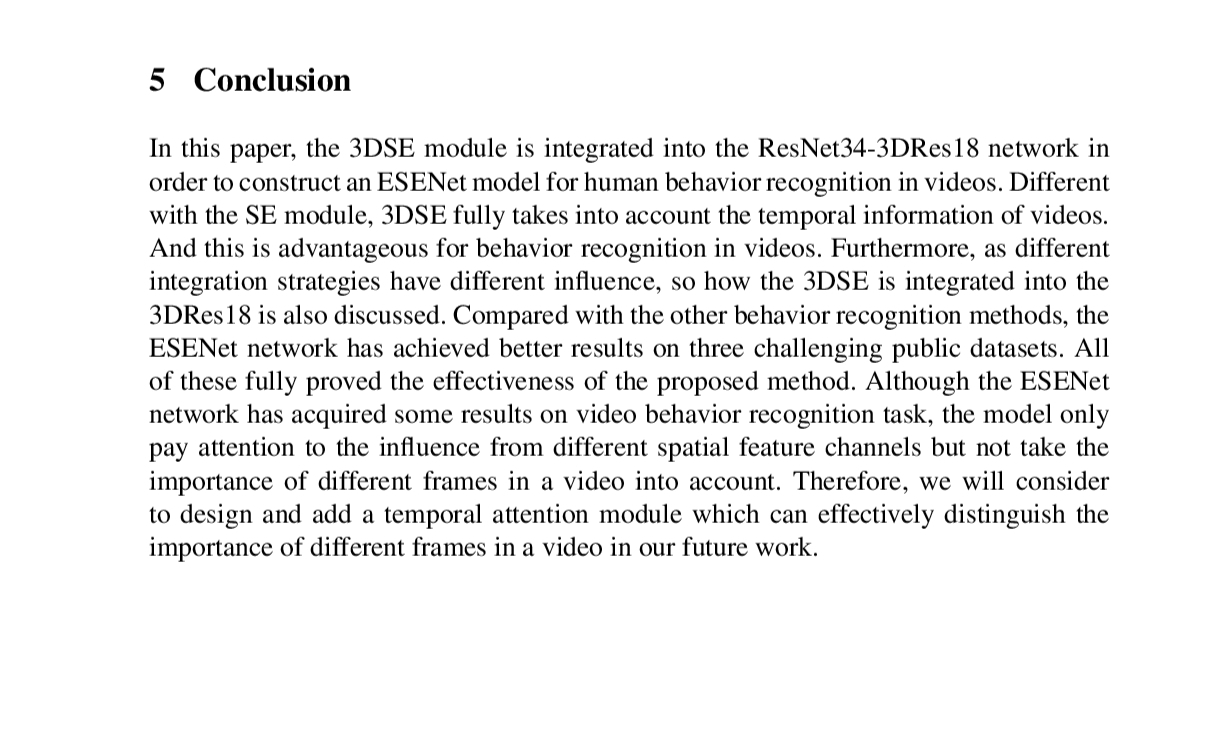 5 Conclusion
In this paper, the 3DSE module is integrated into the ResNet34-3DRes18 network in
order to construct an ESENet model for human behavior recognition in videos. Different
with the SE module, 3DSE fully takes into account the temporal information of videos.
And this is advantageous for behavior recognition in videos. Furthermore, as different
integration strategies have different influence, so how the 3DSE is integrated into the
3DRes18 is also discussed. Compared with the other behavior recognition methods, the
ESENet network has achieved better results on three challenging public datasets. All
of these fully proved the effectiveness of the proposed method. Although the ESENet
network has acquired some results on video behavior recognition task, the model only
pay attention to the influence from different spatial feature channels but not take the
importance of different frames in a video into account. Therefore, we will consider
to design and add a temporal attention module which can effectively distinguish the
importance of different frames in a video in our future work.